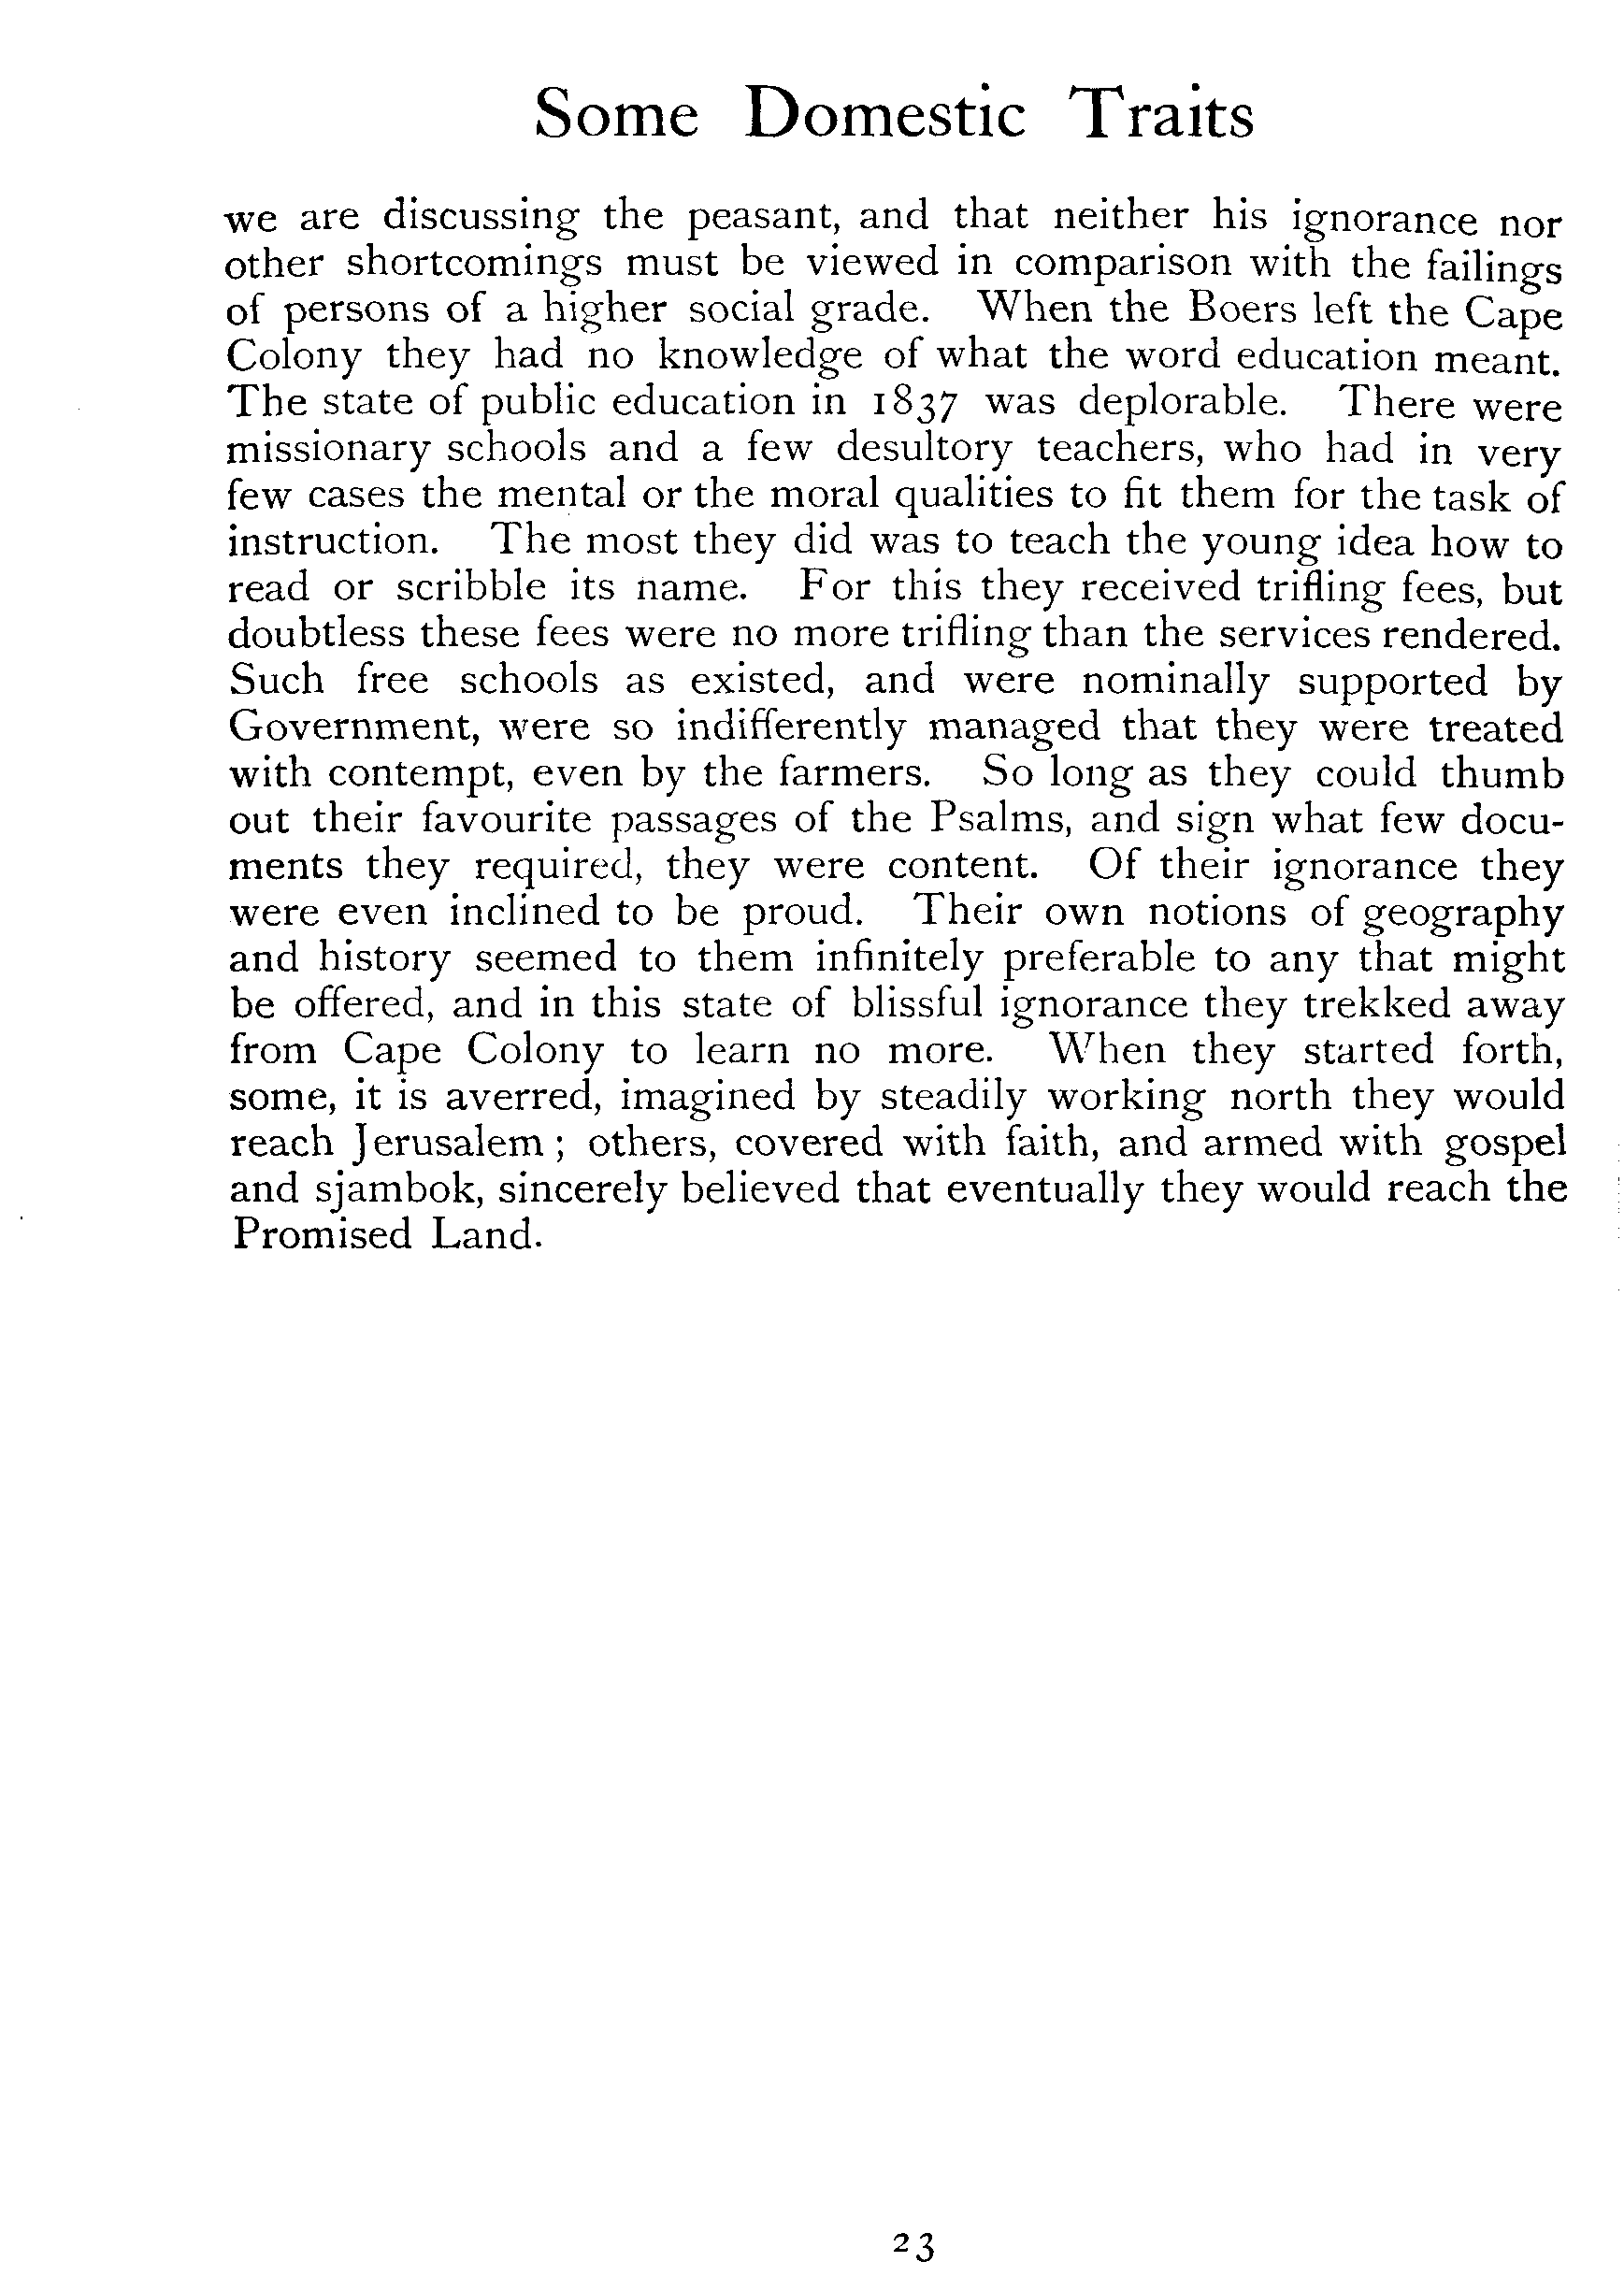 Some Domestic Traits
we are discussing the peasant, and that neither his ignorance nor
other shortcomings must be viewed in comparison with the failings
of persons of a higher social grade. When the Boers left the Cape
Colony they had no knowledge of what the word education meant.
The state of public education in 1837 was deplorable. There were
missionary schools and a few desultory teachers, who had in very
few cases the mental or the moral qualities to fit them for the task of
instruction. The most they did was to teach the young idea how to
read or scribble its name. For this they received trifling fees, but
doubtless these fees were no more trifling than the services rendered.
Such free schools as existed, and were nominally supported by
Government, were so indifferently managed that they were treated
with contempt, even by the farmers. So long as they could thumb
out their favourite passages of the Psalms, and sign what few docu-
ments they required, they were content. Of their ignorance they
were even inclined to be proud. Their own notions of geography
and history seemed to them infinitely preferable to any that might
be offered, and in this state of blissful ignorance they trekked away
from Cape Colony to learn no more. When they started forth,
some, it is averred, imagined by steadily working north they would
reach Jerusalem ; others, covered with faith, and armed with gospel
and sjambok, sincerely believed that eventually they would reach the
Promised Land.
23